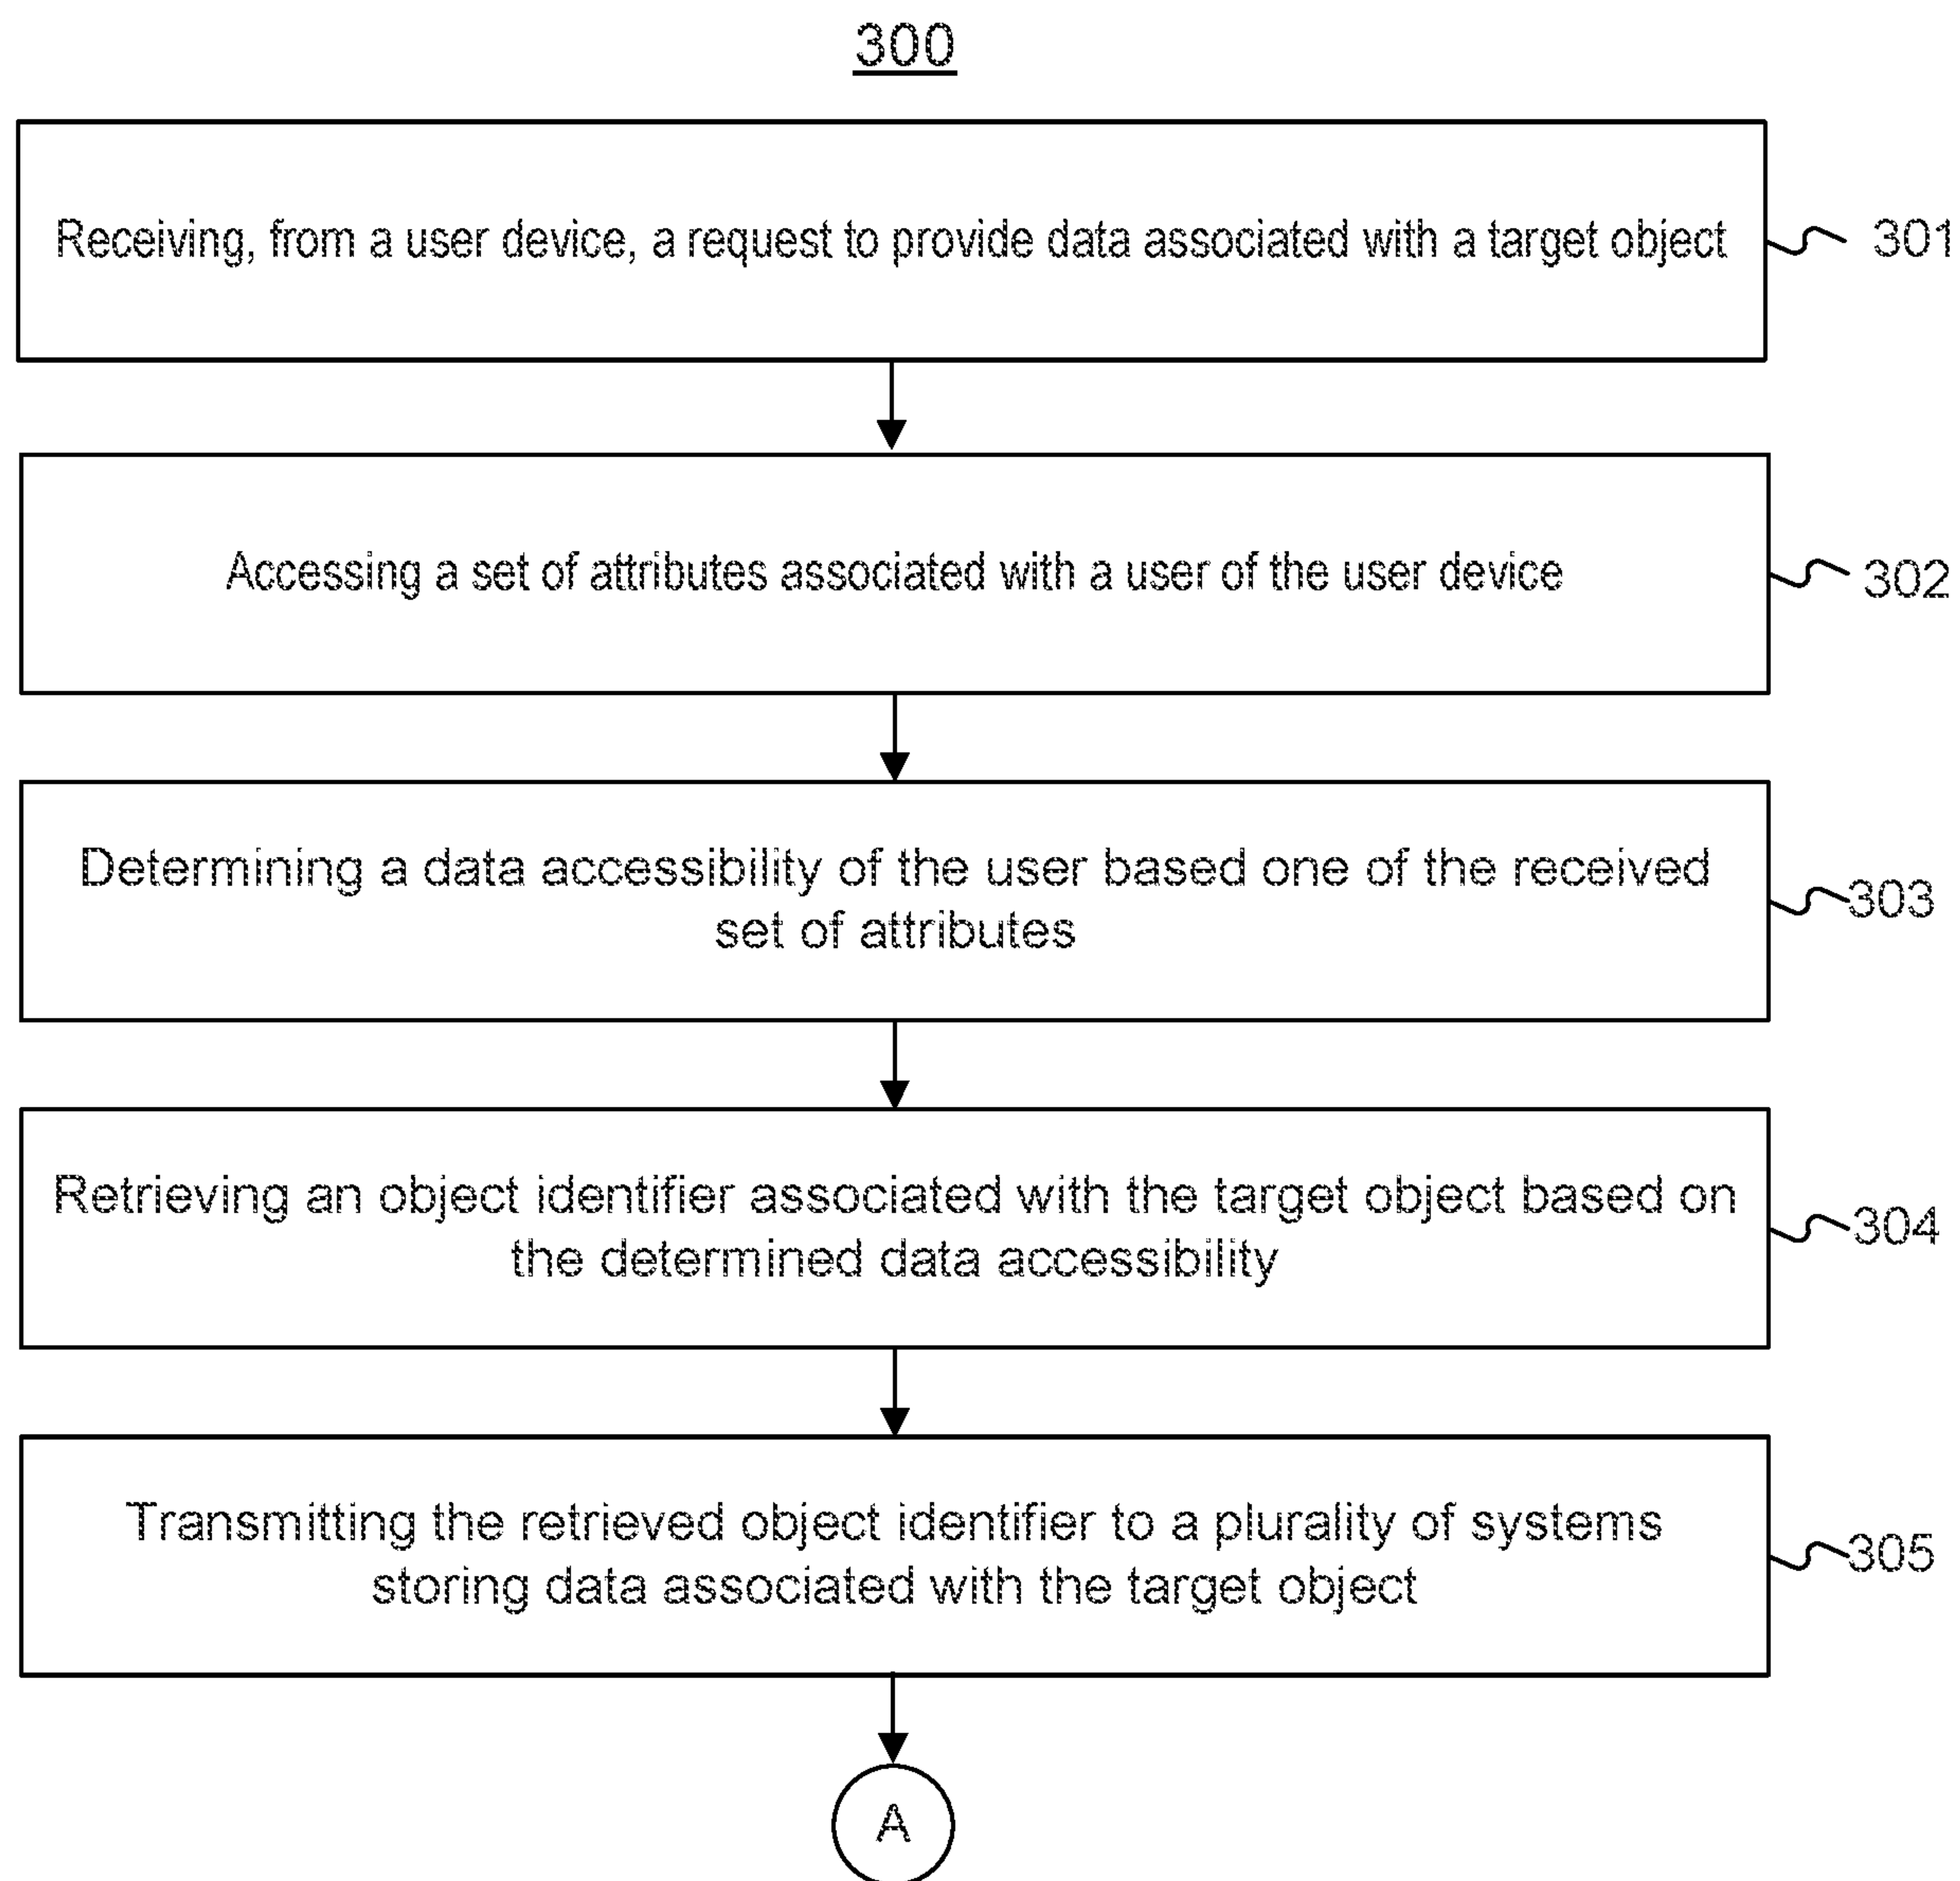 300
Receiving, from a user device, a request to provide data associated with a target object
301
Accessing a set of attributes associated with a user of the user device
302
Determining a data accessibility of the user based one of the received
set of attributes
303
Retrieving an object identifier associated with the target object based on
the determined data accessibility
304
Transmitting the retrieved object identifier to a plurality of systems
storing data associated with the target object
305
A